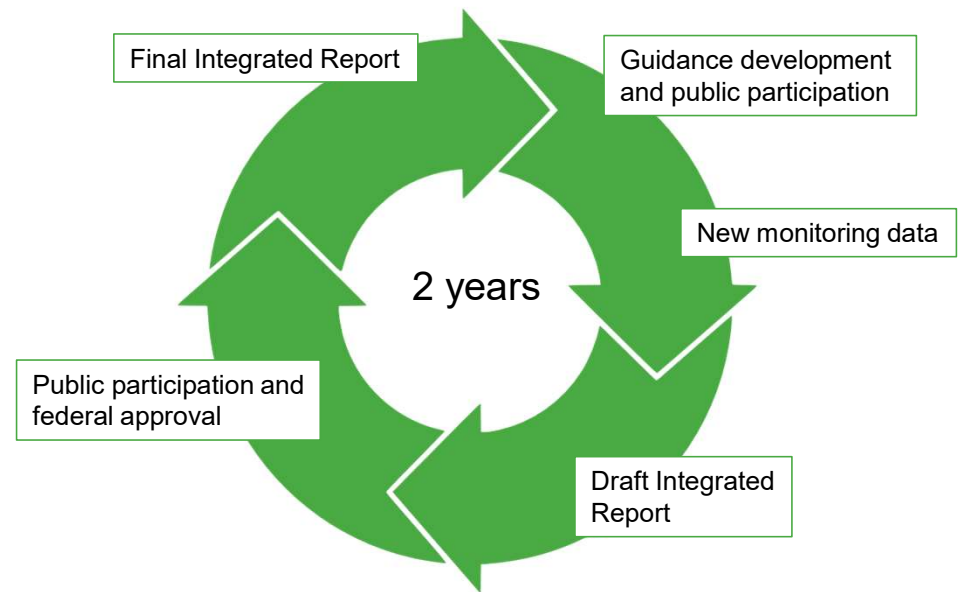 Final Integrated Report
Guidance development
and public participation
New monitoring data
2 years
Public participation and
federal approval
Draft Integrated
Report